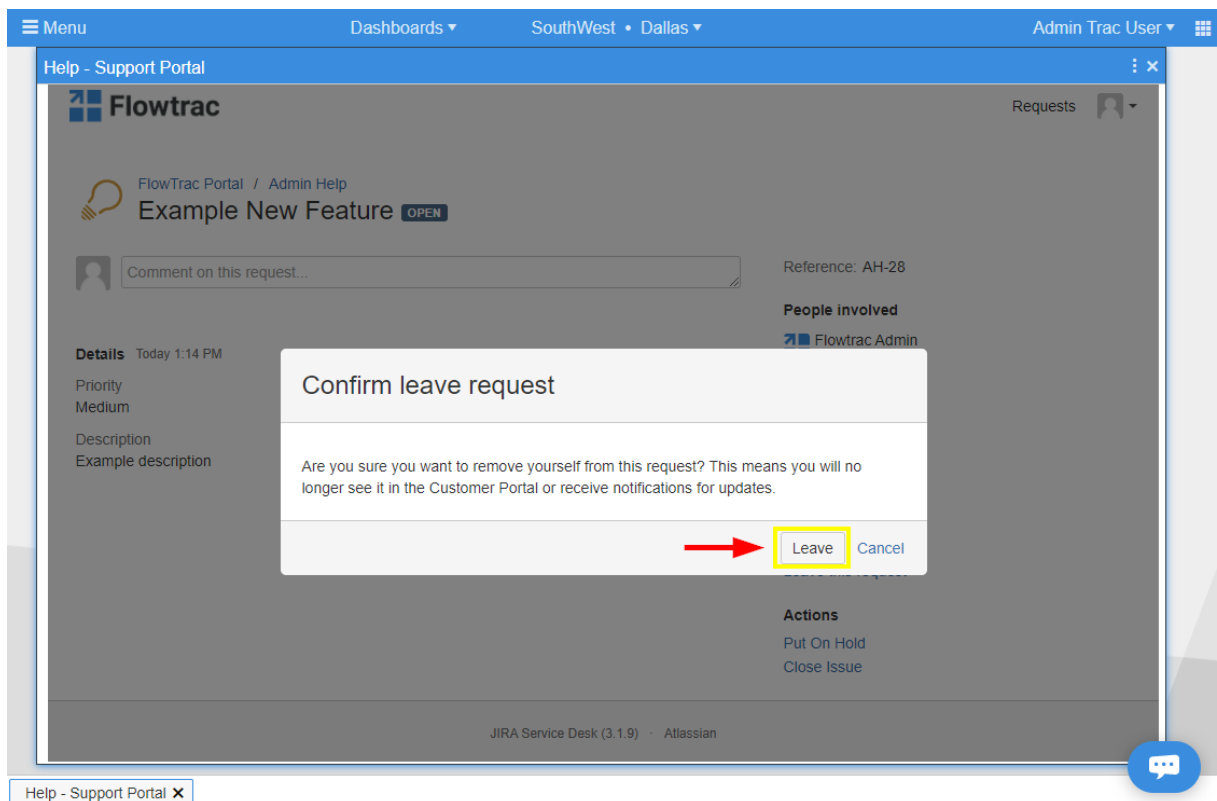 Menu
Dashboards
SouthWest • Dallas
Admin Trac User
Help - Support Portal
Flowtrac
Requests
FlowTrac Portal / Admin Help
Example New Feature OPEN
Comment on this request...
Reference: AH-28
People involved
Flowtrac Admin
Details Today 1:14 PM
Priority
Medium
Description
Example description
Confirm leave request
Are you sure you want to remove yourself from this request? This means you will no
longer see it in the Customer Portal or receive notifications for updates.
Leave Cancel
Actions
Put On Hold
Close Issue
JIRA Service Desk (3.1.9) · Atlassian
Help - Support Portal